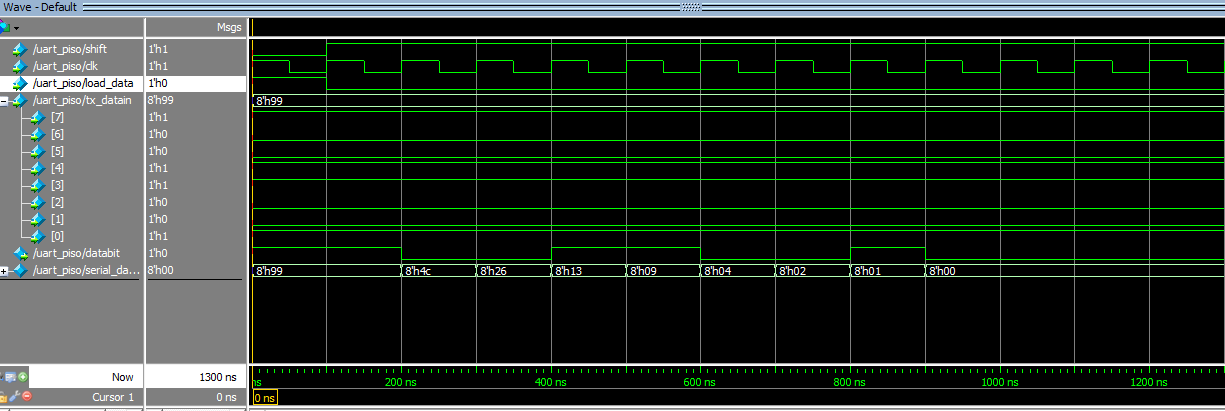 Wave - Default
Msgs
/uart_piso/shift 1'h1
/uart_piso/clk 1'h1
/uart_piso/load_data 1'h0
/uart_piso/tx_datain 8'h99 8'h99
[7] 1'h1
[6] 1'h0
[5] 1'h0
[4] 1'h1
[3] 1'h1
[2] 1'h0
[1] 1'h0
[0] 1'h1
/uart_piso/databit 1'h0
/uart_piso/serial_da... 8'h00 8'h99 8'h4c 8'h26 8'h13 8'h09 8'h04 8'h02 8'h01 8'h00
Now 1300 ns ns 200 ns 400 ns 600 ns 800 ns 1000 ns 1200 ns
Cursor 1 0 ns 0 ns